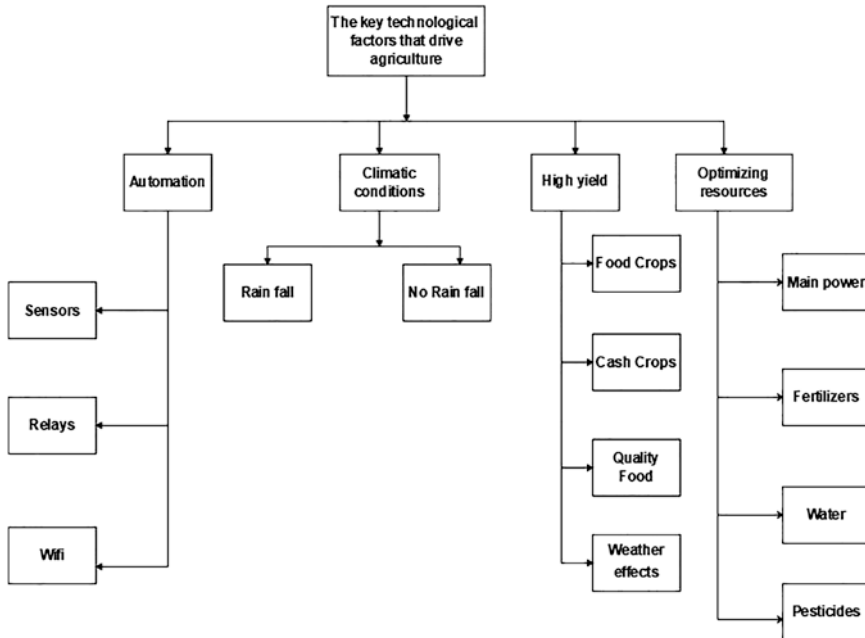 The key technological
factors that drive
agriculture
Automation
Climatic
conditions
High yield
Optimizing
resources
Rain fall
No Rain fall
Sensors
Relays
Wifi
Food Crops
Cash Crops
Quality
Food
Weather
effects
Main power
Fertilizers
Water
Pesticides